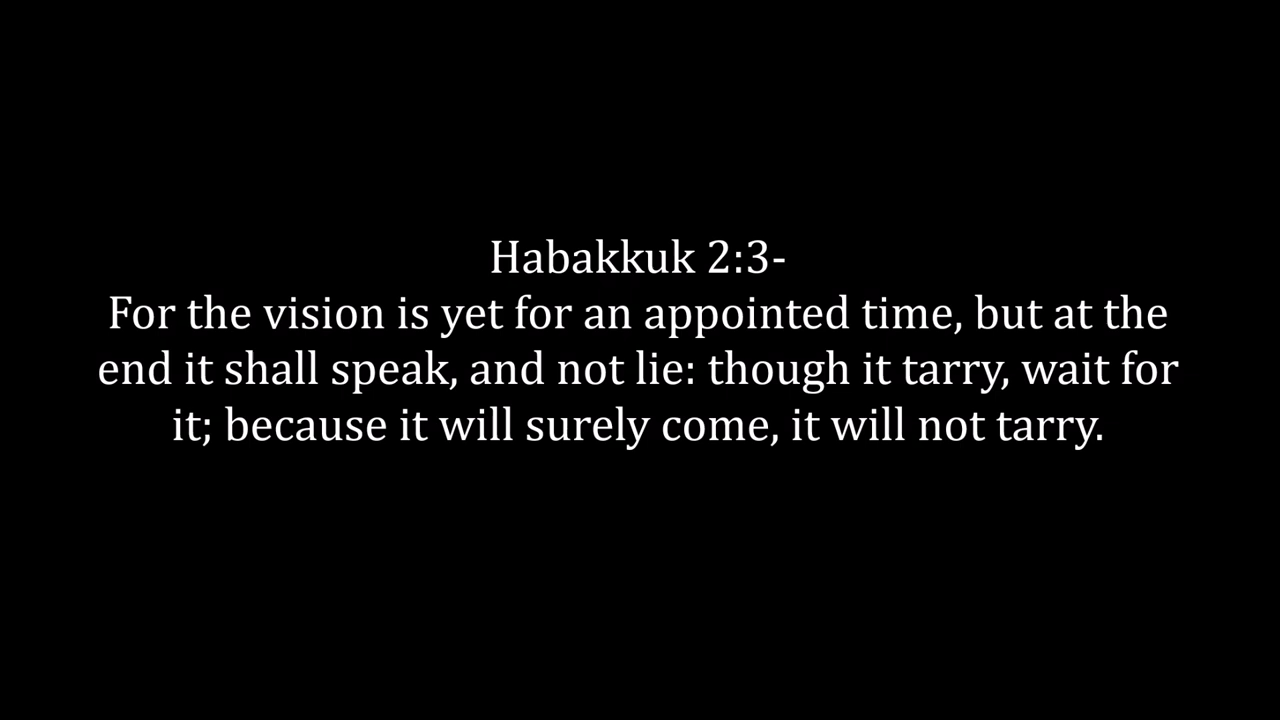 Habakkuk 2:3-
For the vision is yet for an appointed time, but at the
end it shall speak, and not lie: though it tarry, wait for
it; because it will surely come, it will not tarry.